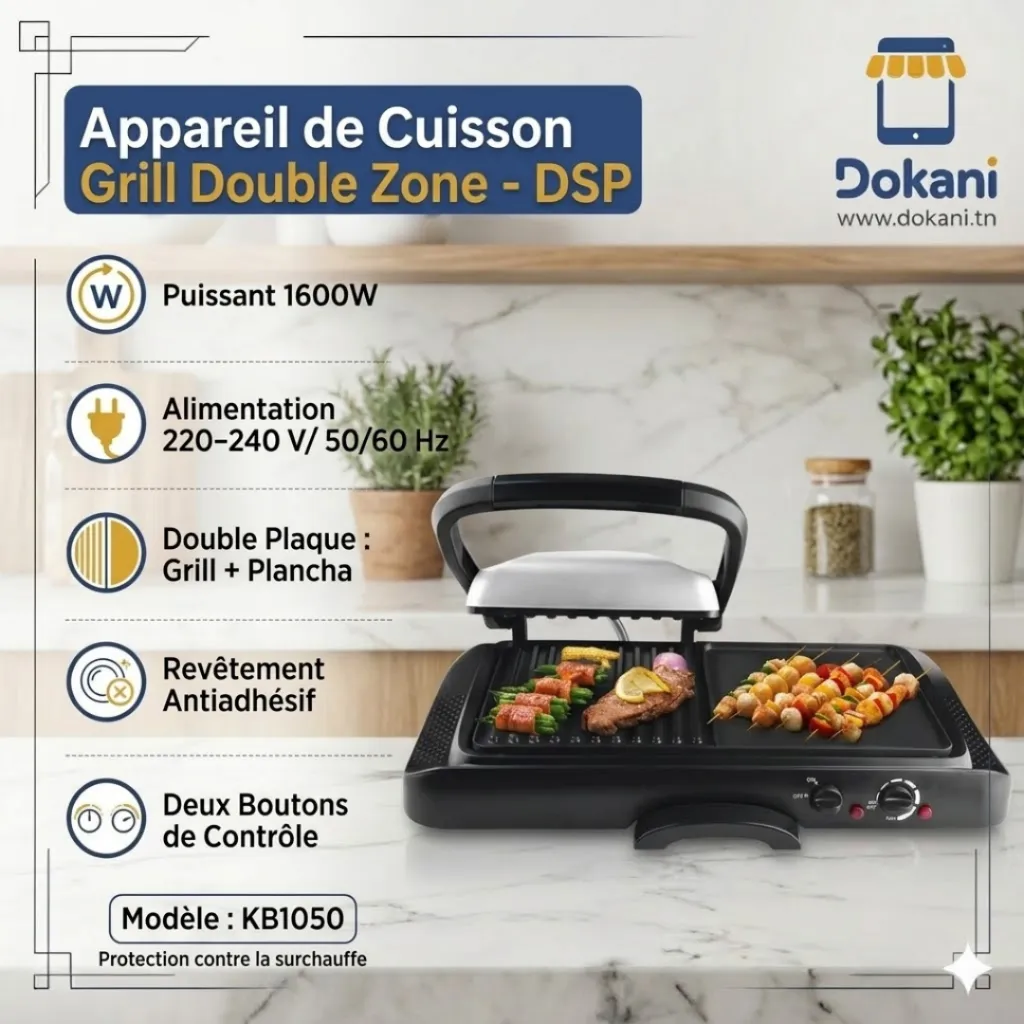 Appareil de Cuisson
Grill Double Zone - DSP
Dokani
www.dokani.tn
W
Puissant 1600W
Alimentation
220–240 V/ 50/60 Hz
Double Plaque :
Grill + Plancha
Revêtement
Antiadhésif
Deux Boutons
de Contrôle
Modèle : KB1050
Protection contre la surchauffe